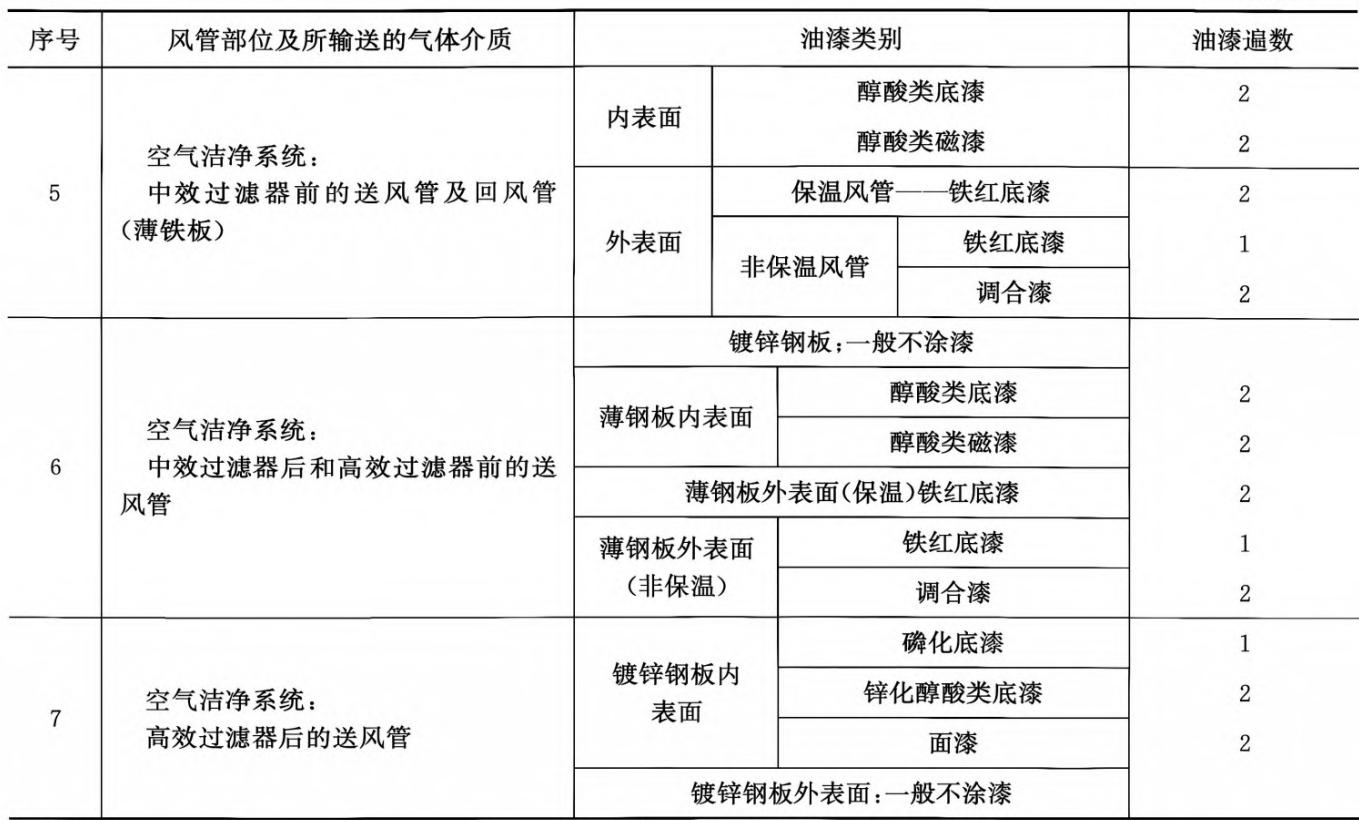 序号 风管部位及所输送的气体介质 油漆类别 油漆遍数
5 空气洁净系统:
中效过滤器前的送风管及回风管
(薄铁板)
内表面 醇酸类底漆 2
醇酸类磁漆 2
外表面 保温风管——铁红底漆 2
非保温风管 铁红底漆 1
调合漆 2
6 空气洁净系统:
中效过滤器后和高效过滤器前的送
风管
镀锌钢板;一般不涂漆
薄钢板内表面 醇酸类底漆 2
醇酸类磁漆 2
薄钢板外表面(保温)铁红底漆 2
薄钢板外表面
(非保温)
铁红底漆 1
调合漆 2
7 空气洁净系统:
高效过滤器后的送风管
镀锌钢板内
表面
磷化底漆 1
锌化醇酸类底漆 2
面漆 2
镀锌钢板外表面:一般不涂漆